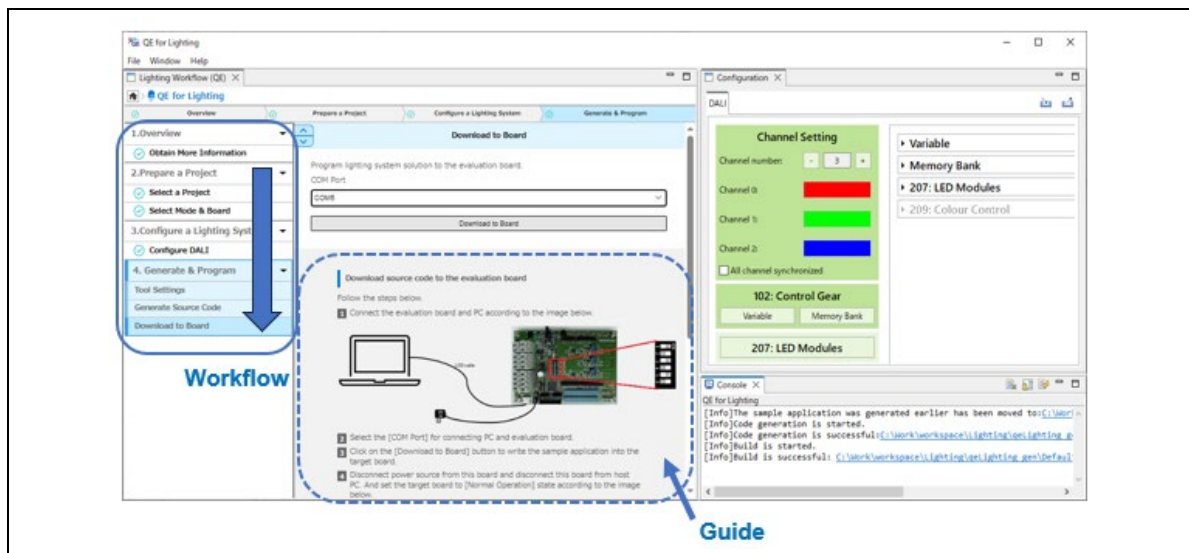 QE for Lighting
File Window Help
Lighting Workflow (QE)
QE for Lighting
Overview
Prepare a Project
Configure a Lighting System
Generate & Program
1.Overview
Obtain More Information
2.Prepare a Project
Select a Project
Select Mode & Board
3.Configure a Lighting Syst
Configure DALI
4. Generate & Program
Tool Settings
Generate Source Code
Download to Board
Workflow
Download to Board
Program lighting system solution to the evaluation board.
COM Port
COM6
Download to Board
Download source code to the evaluation board
Follow the steps below.
1 Connect the evaluation board and PC according to the image below.
2 Select the [COM Port] for connecting PC and evaluation board.
3 Click on the [Download to Board] button to write the sample application into the
target board.
4 Disconnect power source from this board and disconnect this board from host
PC. And set the target board to [Normal Operation] state according to the image
below.
Guide
Configuration
DALI
Channel Setting
Channel number: - 3 +
Channel 0:
Channel 1:
Channel 2:
All channel synchronized
102: Control Gear
Variable Memory Bank
207: LED Modules
Variable
Memory Bank
207: LED Modules
209: Colour Control
Console
QE for Lighting
[Info]The sample application was generated earlier has been moved to:C:\Work
[Info]Code generation is started.
[Info]Code generation is successful:C:\Work\workspace\Lighting\qeLighting_g
[Info]Build is started.
[Info]Build is successful: C:\Work\workspace\Lighting\qeLighting_gen\Defaul